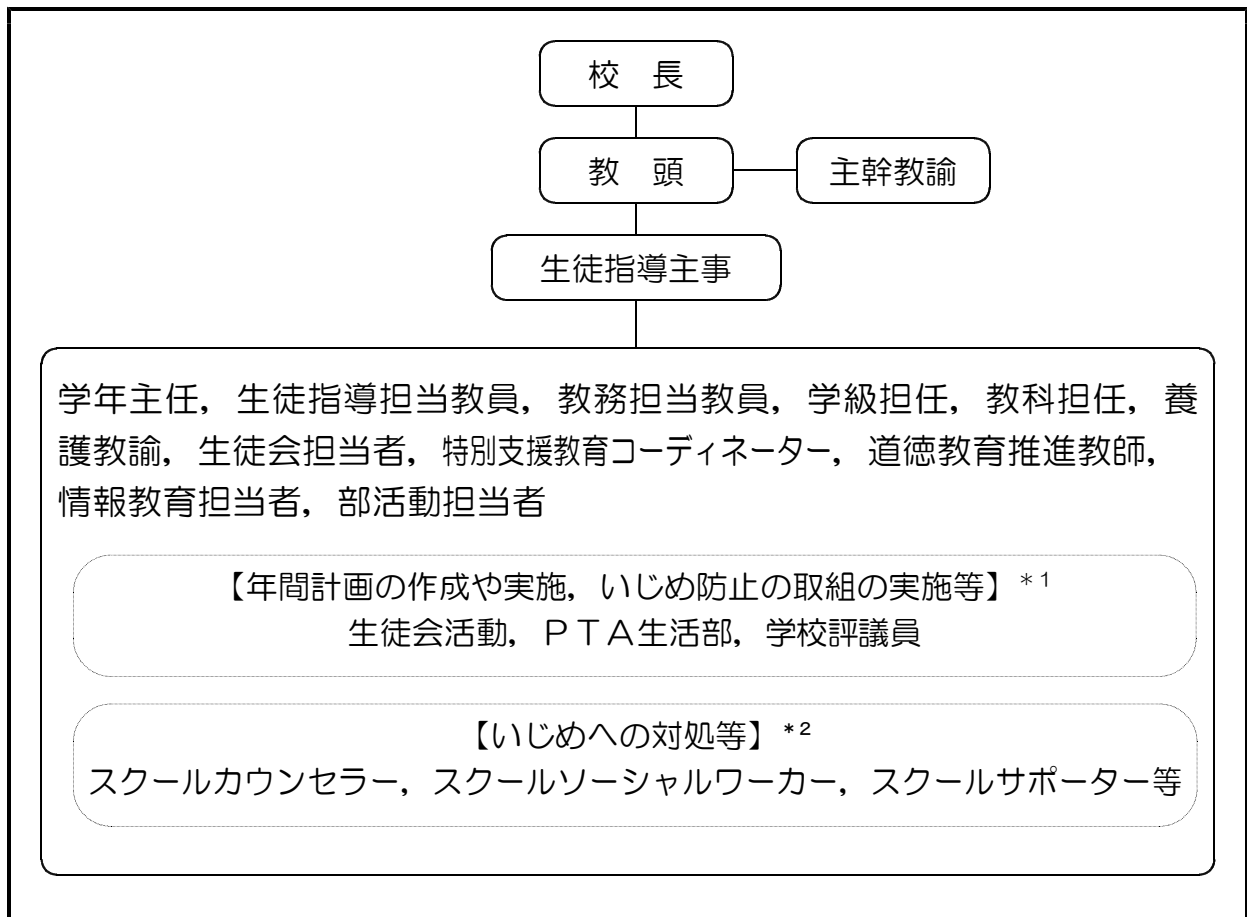 校　長
教　頭
主幹教諭
生徒指導主事
学年主任，生徒指導担当教員，教務担当教員，学級担任，教科担任，養
護教諭，生徒会担当者，特別支援教育コーディネーター，道徳教育推進教師，
情報教育担当者，部活動担当者
【年間計画の作成や実施，いじめ防止の取組の実施等】＊１
生徒会活動，ＰＴＡ生活部，学校評議員
【いじめへの対処等】*2
スクールカウンセラー，スクールソーシャルワーカー，スクールサポーター等